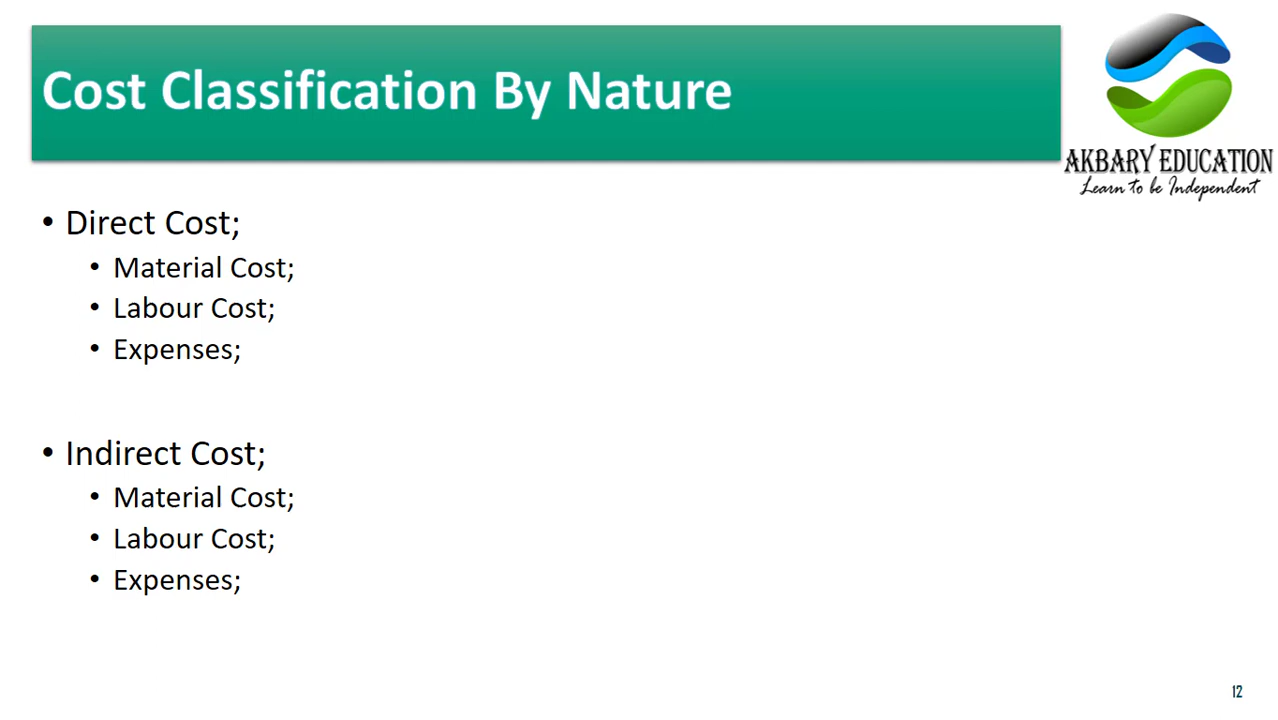 Cost Classification By Nature
AKBARY EDUCATION
Learn to be Independent
• Direct Cost;
• Material Cost;
• Labour Cost;
• Expenses;
• Indirect Cost;
• Material Cost;
• Labour Cost;
• Expenses;
12